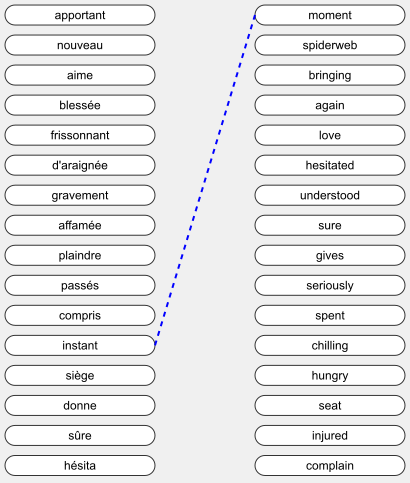 apportant moment
nouveau spiderweb
aime bringing
blessée again
frissonnant love
d'araignée hesitated
gravement understood
affamée sure
plaindre gives
passés seriously
compris spent
instant chilling
siège hungry
donne seat
sûre injured
hésita complain